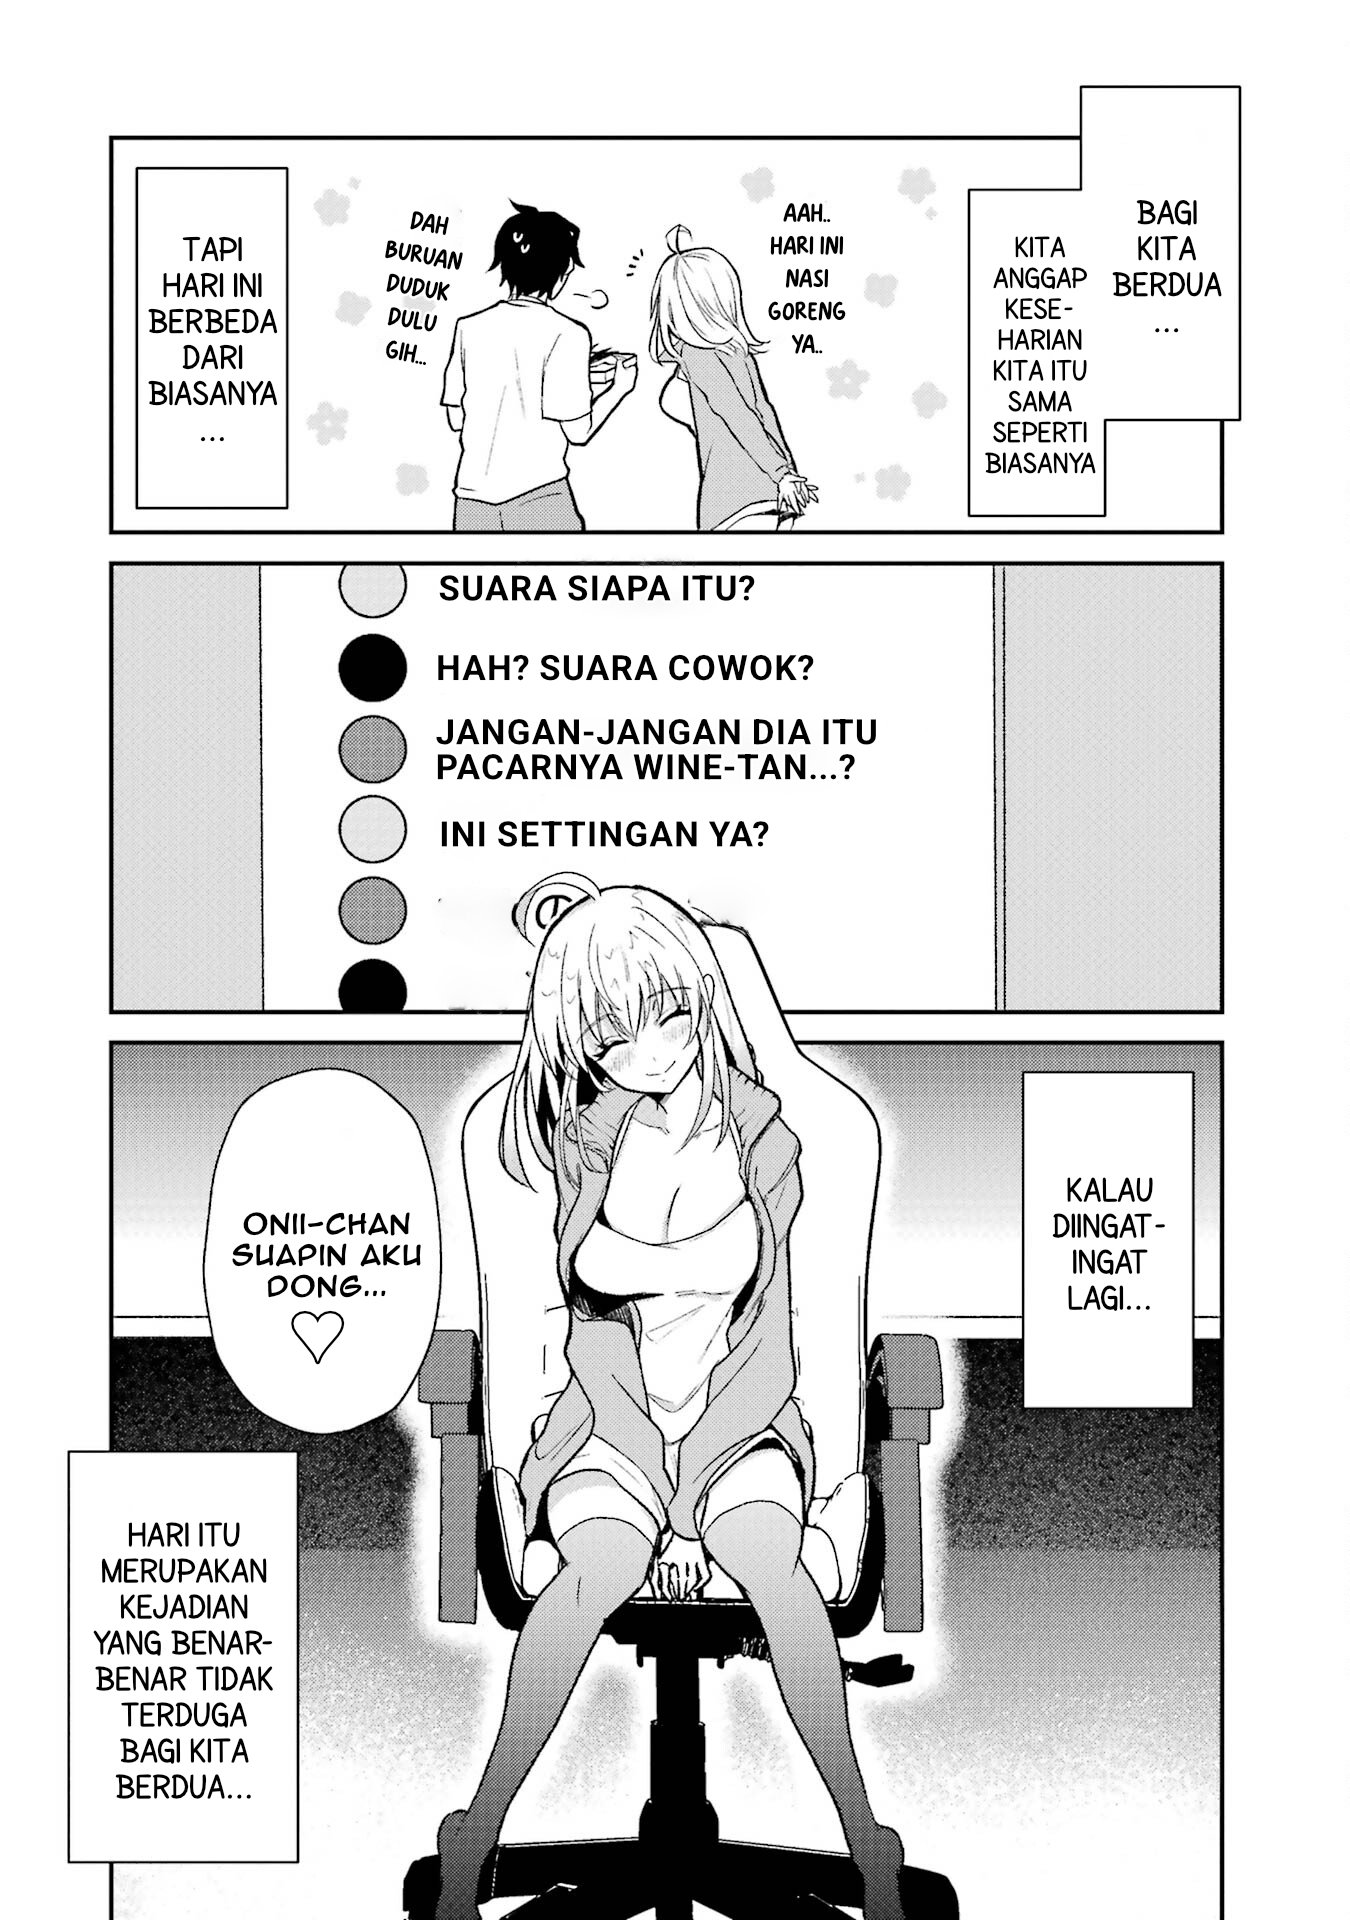 BAGI
KITA
BERDUA
...
KITA
ANGGAP
KESE-
HARIAN
KITA ITU
SAMA
SEPERTI
BIASANYA
AAH..
HARI INI
NASI
GORENG
YA..
DAH
BURUAN
DUDUK
DULU
GIH...
TAPI
HARI INI
BERBEDA
DARI
BIASANYA
...
SUARA SIAPA ITU?
HAH? SUARA COWOK?
JANGAN-JANGAN DIA ITU
PACARNYA WINE-TAN...?
INI SETTINGAN YA?
KALAU
DIINGAT-
INGAT
LAGI...
ONII-CHAN
SUAPIN AKU
DONG...
♡
HARI ITU
MERUPAKAN
KEJADIAN
YANG BENAR-
BENAR TIDAK
TERDUGA
BAGI KITA
BERDUA...